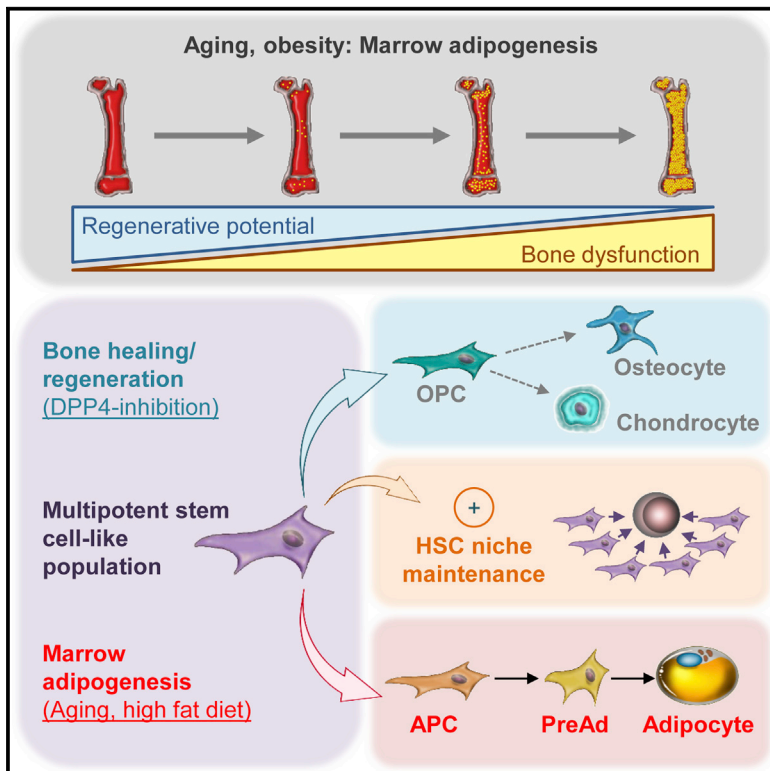 Aging, obesity: Marrow adipogenesis
Regenerative potential
Bone dysfunction
Bone healing/
regeneration
(DPP4-inhibition)
OPC
Osteocyte
Chondrocyte
Multipotent stem
cell-like
population
+
HSC niche
maintenance
Marrow
adipogenesis
(Aging, high fat diet)
APC
PreAd
Adipocyte